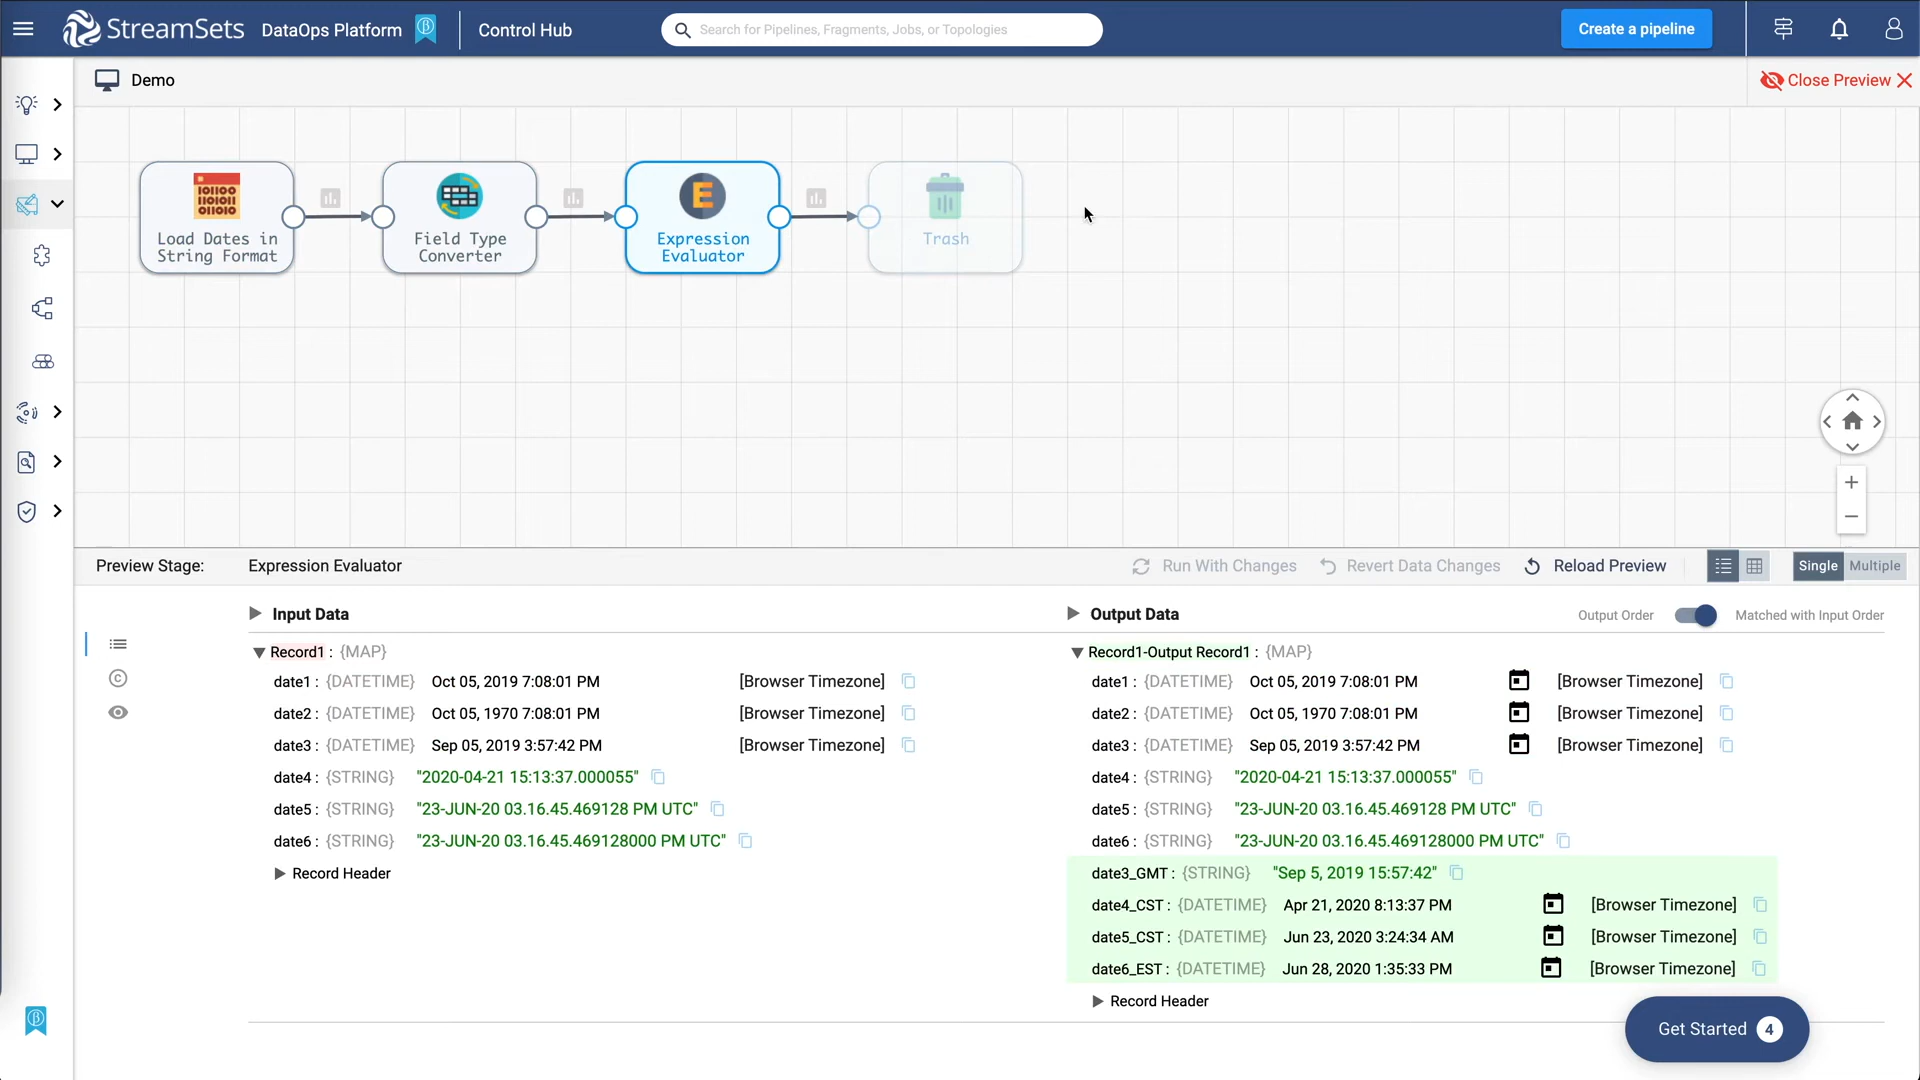 StreamSets DataOps Platform β Control Hub
Search for Pipelines, Fragments, Jobs, or Topologies
Create a pipeline
Demo
Close Preview
Load Dates in
String Format
Field Type
Converter
E
Expression
Evaluator
Trash
Preview Stage: Expression Evaluator
Run With Changes
Revert Data Changes
Reload Preview
Single Multiple
Input Data
Record1 : {MAP}
date1 : {DATETIME} Oct 05, 2019 7:08:01 PM [Browser Timezone]
date2 : {DATETIME} Oct 05, 1970 7:08:01 PM [Browser Timezone]
date3 : {DATETIME} Sep 05, 2019 3:57:42 PM [Browser Timezone]
date4 : {STRING} "2020-04-21 15:13:37.000055"
date5 : {STRING} "23-JUN-20 03.16.45.469128 PM UTC"
date6 : {STRING} "23-JUN-20 03.16.45.469128000 PM UTC"
Record Header
Output Data
Output Order Matched with Input Order
Record1-Output Record1 : {MAP}
date1 : {DATETIME} Oct 05, 2019 7:08:01 PM [Browser Timezone]
date2 : {DATETIME} Oct 05, 1970 7:08:01 PM [Browser Timezone]
date3 : {DATETIME} Sep 05, 2019 3:57:42 PM [Browser Timezone]
date4 : {STRING} "2020-04-21 15:13:37.000055"
date5 : {STRING} "23-JUN-20 03.16.45.469128 PM UTC"
date6 : {STRING} "23-JUN-20 03.16.45.469128000 PM UTC"
date3_GMT : {STRING} "Sep 5, 2019 15:57:42"
date4_CST : {DATETIME} Apr 21, 2020 8:13:37 PM [Browser Timezone]
date5_CST : {DATETIME} Jun 23, 2020 3:24:34 AM [Browser Timezone]
date6_EST : {DATETIME} Jun 28, 2020 1:35:33 PM [Browser Timezone]
Record Header
β
Get Started 4